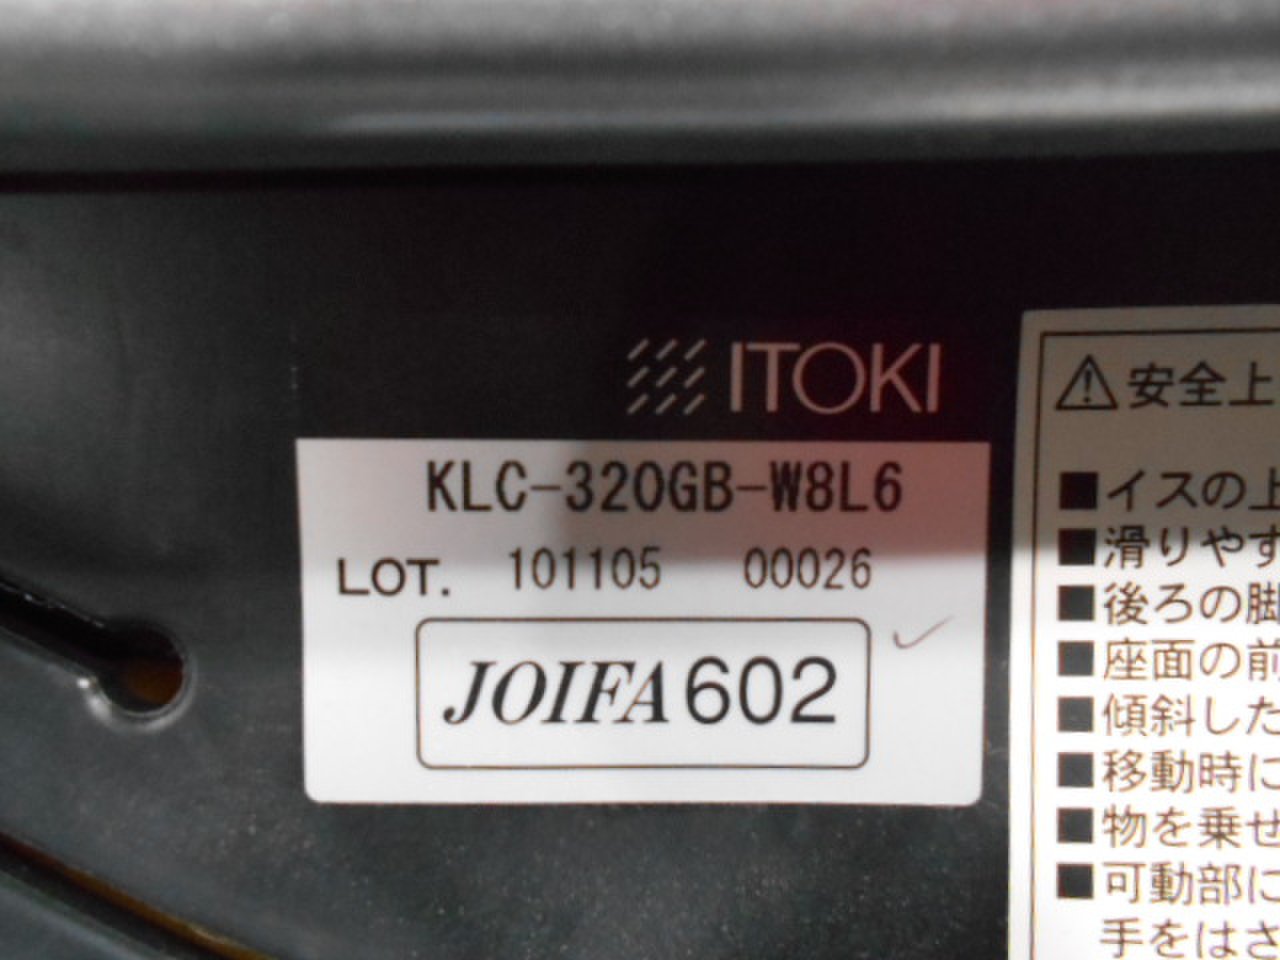 ITOKI
KLC-320GB-W8L6
LOT. 101105 00026
JOIFA602
⚠安全上
■イスの上
■滑りやす
■後ろの脚
■座面の前
■傾斜した
■移動時に
■物を乗せ
■可動部に
手をはさ